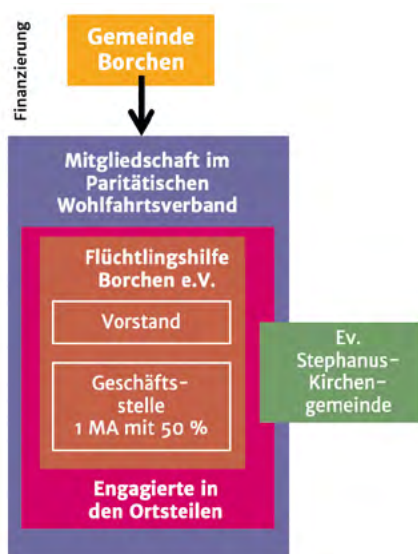 Finanzierung
Gemeinde
Borchen
Mitgliedschaft im
Paritätischen
Wohlfahrtsverband
Flüchtlingshilfe
Borchen e.V.
Vorstand
Geschäfts-
stelle
1 MA mit 50 %
Ev.
Stephanus-
Kirchen-
gemeinde
Engagierte in
den Ortsteilen